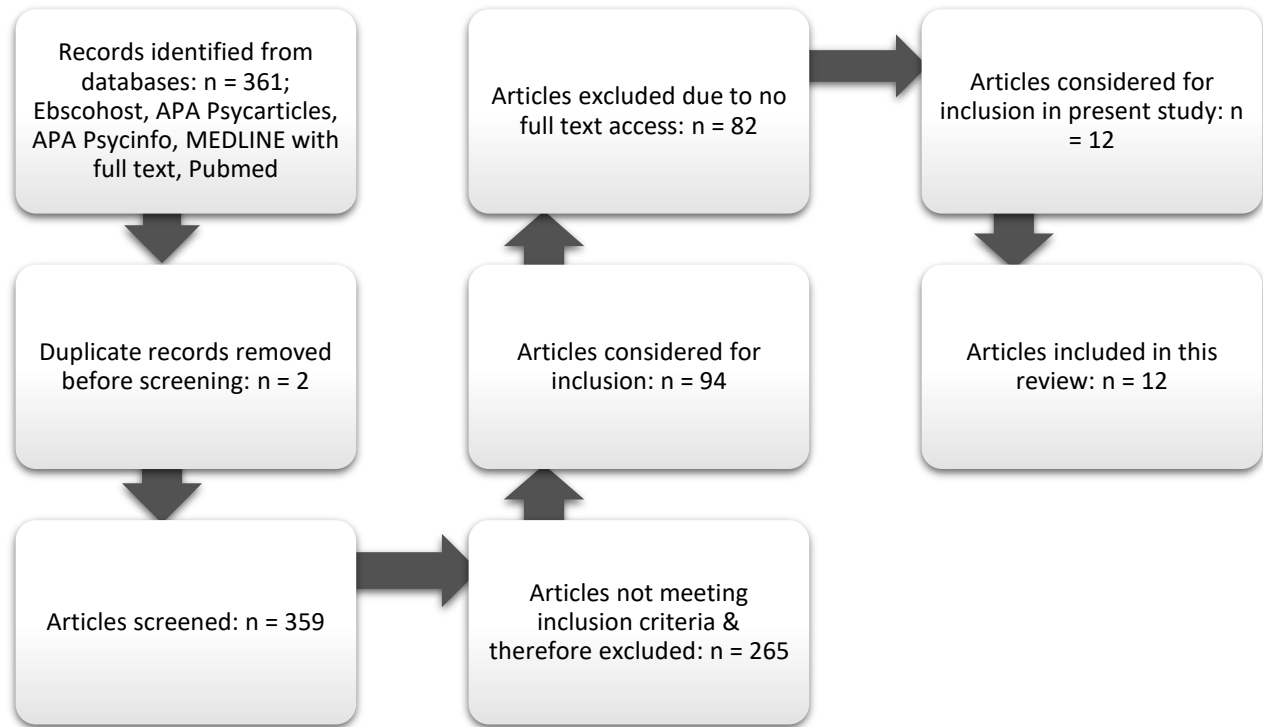 Records identified from
databases: n = 361;
Ebscohost, APA Psycarticles,
APA Psycinfo, MEDLINE with
full text, Pubmed
Duplicate records removed
before screening: n = 2
Articles screened: n = 359
Articles not meeting
inclusion criteria &
therefore excluded: n = 265
Articles considered for
inclusion: n = 94
Articles excluded due to no
full text access: n = 82
Articles considered for
inclusion in present study: n
= 12
Articles included in this
review: n = 12